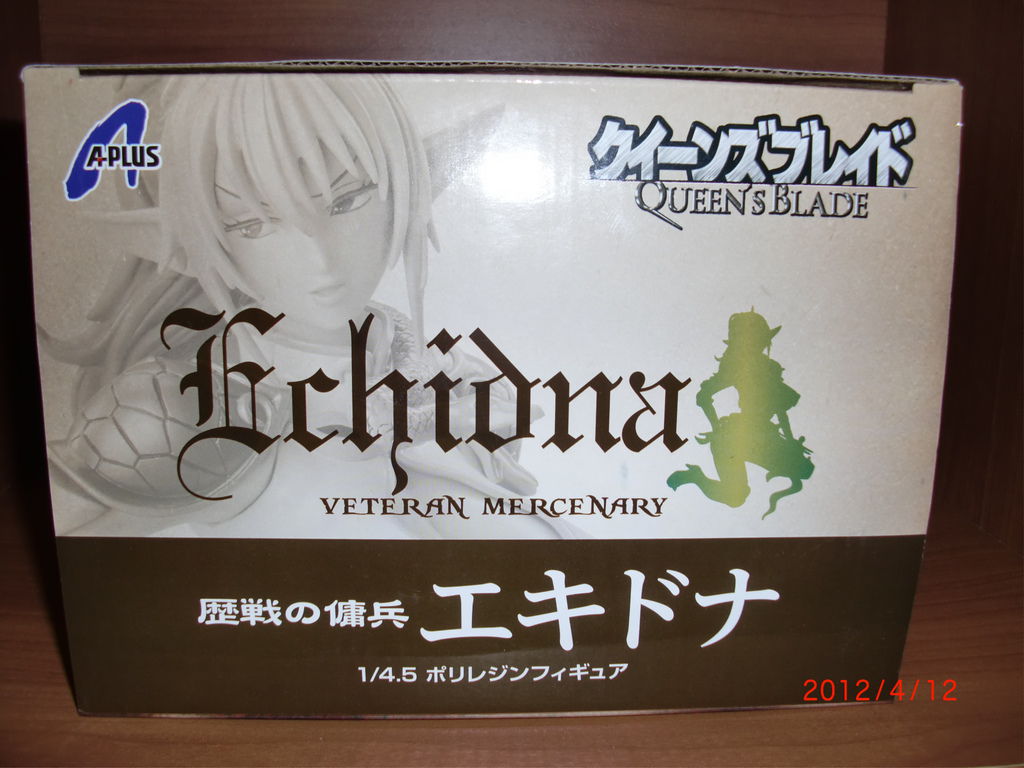 A-PLUS
クイーンズブレイド
QUEEN'S BLADE
Echidna
VETERAN MERCENARY
歴戦の傭兵 エキドナ
1/4.5 ポリレジンフィギュア
2012/4/12